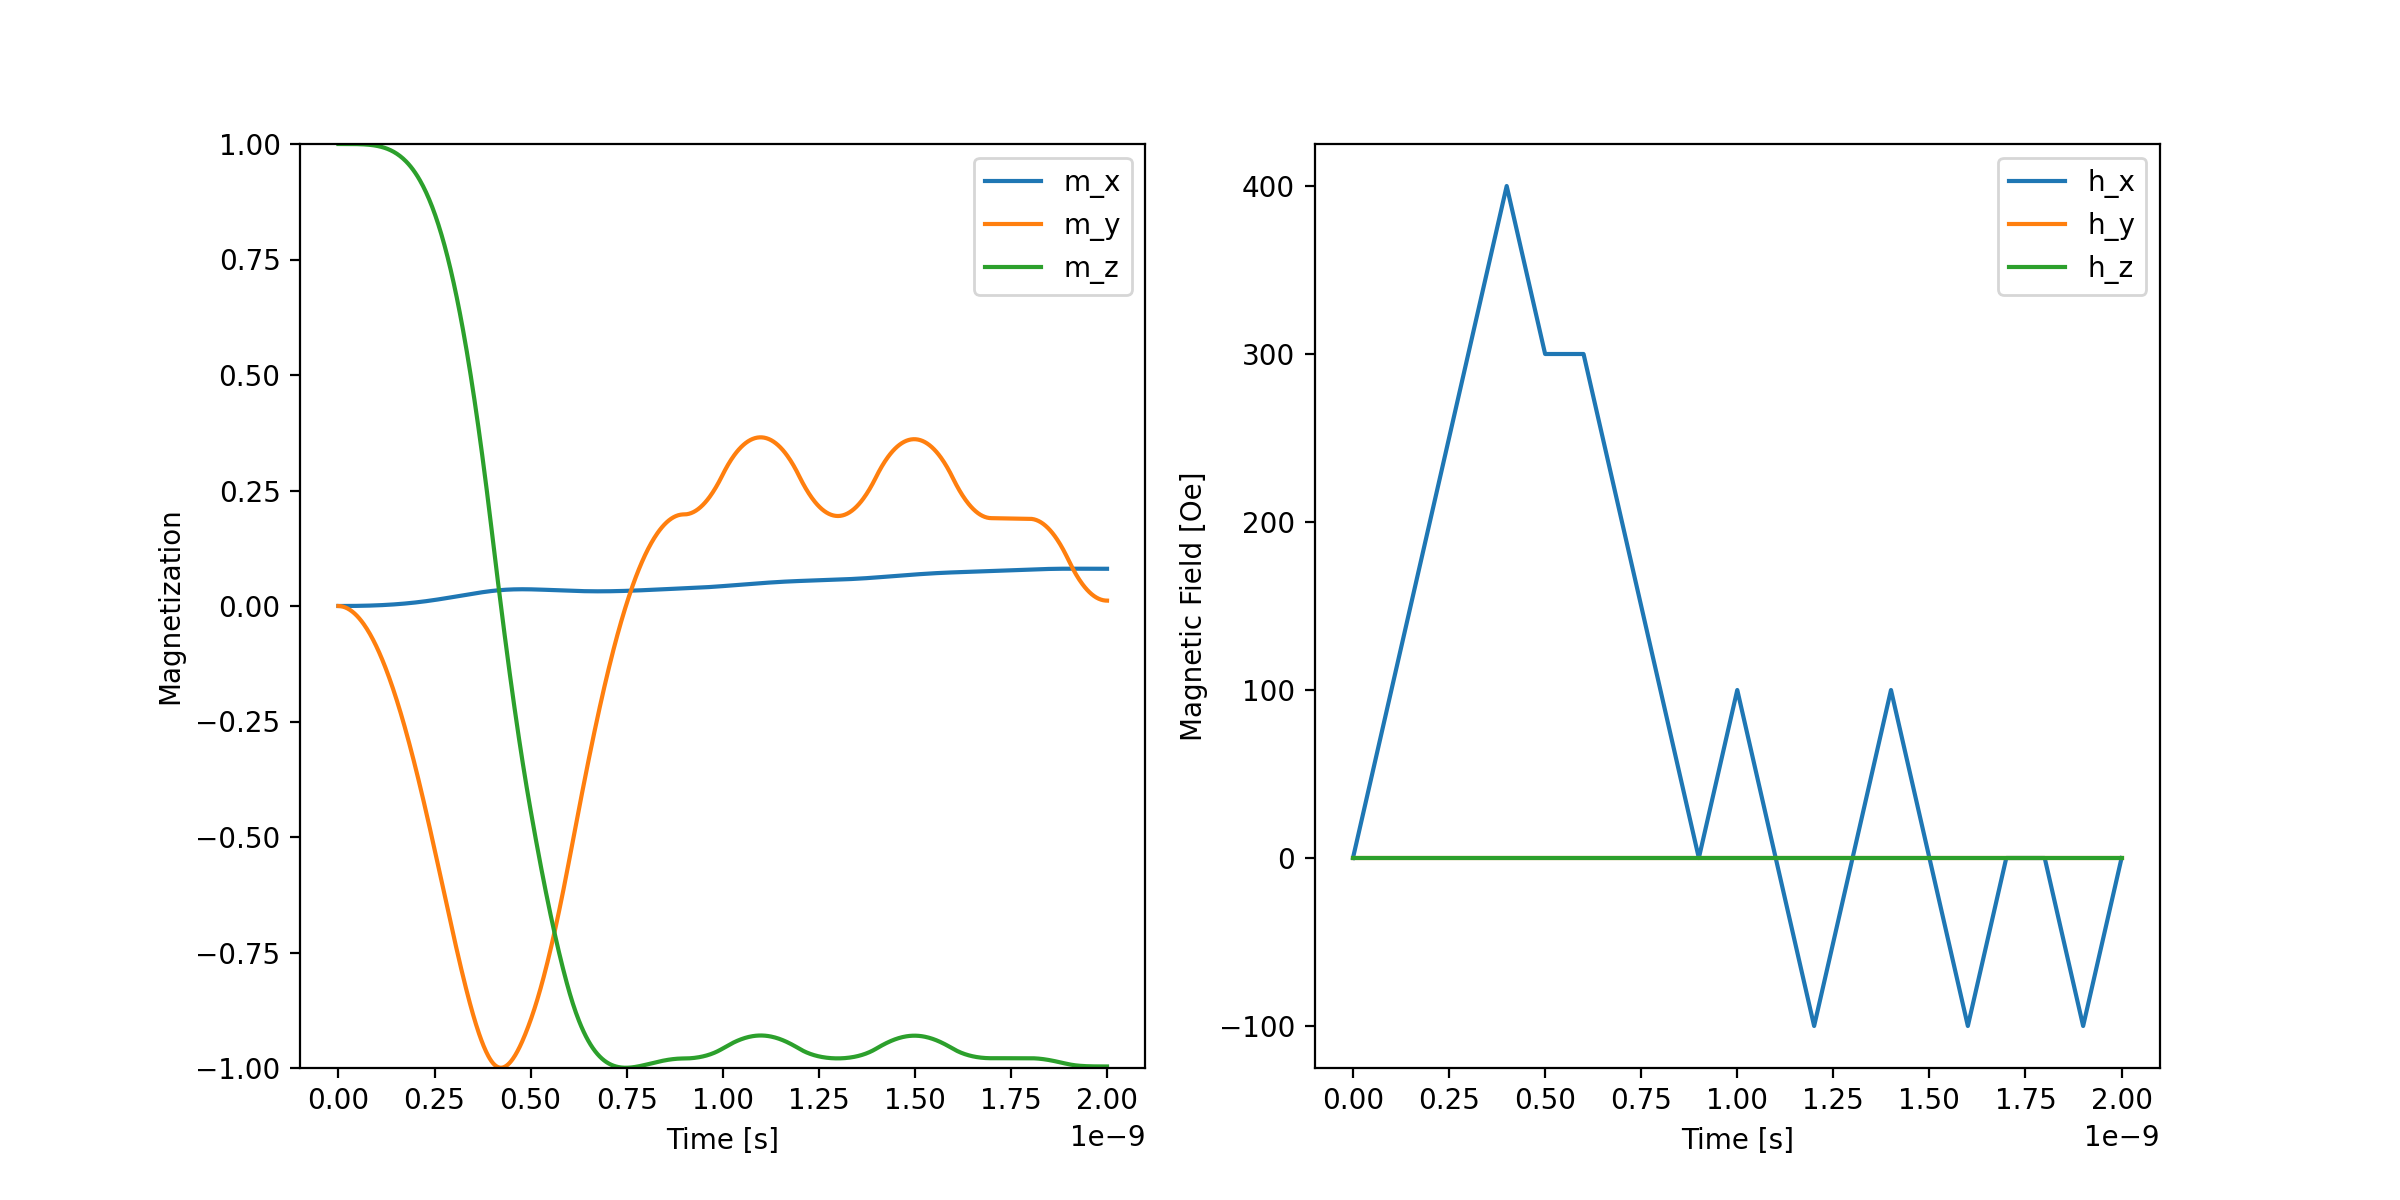 1.00
0.75
0.50
0.25
0.00
−0.25
−0.50
−0.75
−1.00
Magnetization
m_x
m_y
m_z
0.00 0.25 0.50 0.75 1.00 1.25 1.50 1.75 2.00
Time [s]
1e−9
400
300
200
100
0
−100
Magnetic Field [Oe]
h_x
h_y
h_z
0.00 0.25 0.50 0.75 1.00 1.25 1.50 1.75 2.00
Time [s]
1e−9